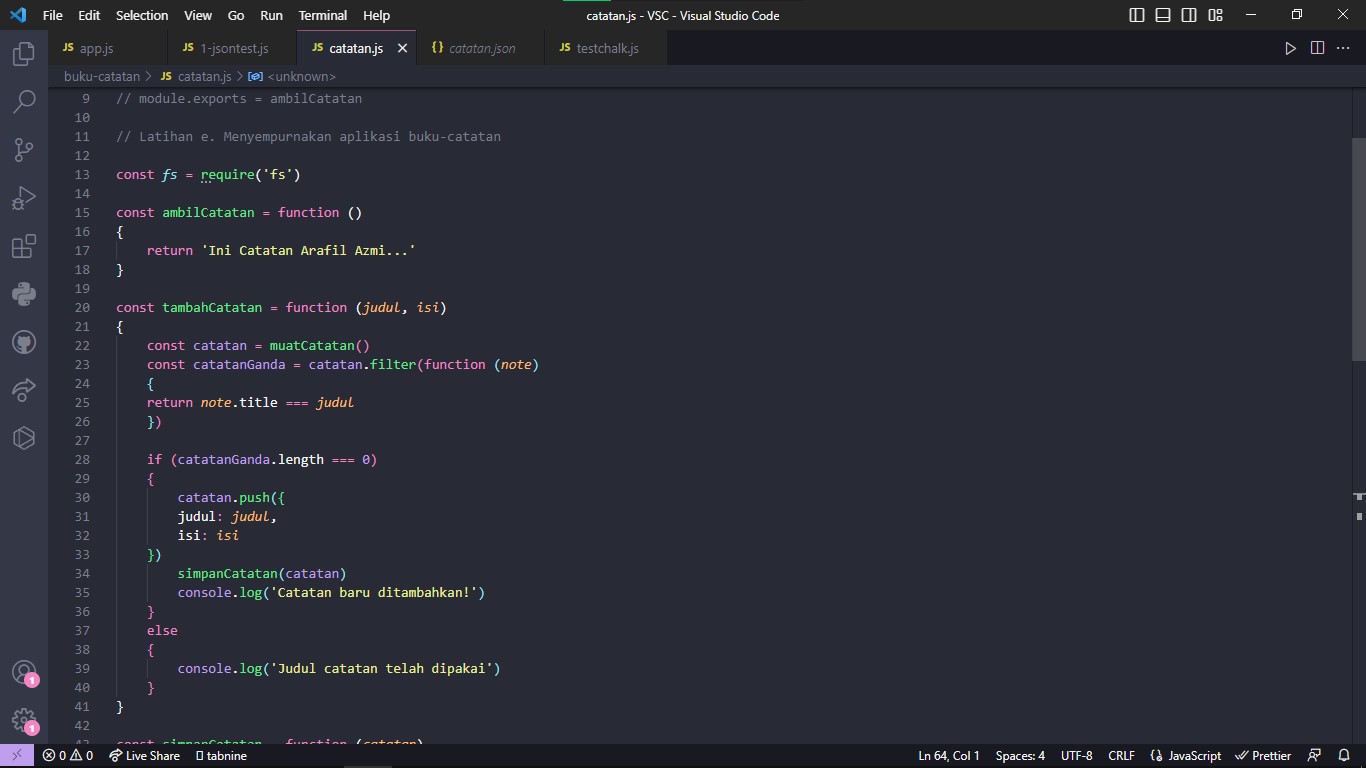 File Edit Selection View Go Run Terminal Help catatan.js - VSC - Visual Studio Code
JS app.js JS 1-jsontest.js JS catatan.js {} catatan.json JS testchalk.js
buku-catatan > JS catatan.js > <unknown>
9 // module.exports = ambilCatatan
10
11 // Latihan e. Menyempurnakan aplikasi buku-catatan
12
13 const fs = require('fs')
14
15 const ambilCatatan = function ()
16 {
17 return 'Ini Catatan Arafil Azmi...'
18 }
19
20 const tambahCatatan = function (judul, isi)
21 {
22 const catatan = muatCatatan()
23 const catatanGanda = catatan.filter(function (note)
24 {
25 return note.title === judul
26 })
27
28 if (catatanGanda.length === 0)
29 {
30 catatan.push({
31 judul: judul,
32 isi: isi
33 })
34 simpanCatatan(catatan)
35 console.log('Catatan baru ditambahkan!')
36 }
37 else
38 {
39 console.log('Judul catatan telah dipakai')
40 }
41 }
42
43 const simpanCatatan = function (catatan)
1
1
0 0 Live Share tabnine Ln 64, Col 1 Spaces: 4 UTF-8 CRLF {} JavaScript Prettier